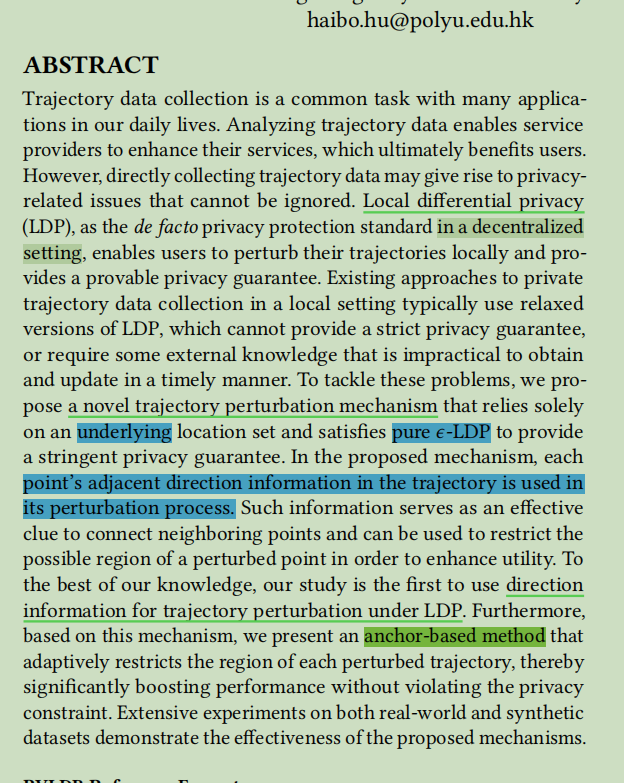 haibo.hu@polyu.edu.hk
ABSTRACT
Trajectory data collection is a common task with many applica-
tions in our daily lives. Analyzing trajectory data enables service
providers to enhance their services, which ultimately benefits users.
However, directly collecting trajectory data may give rise to privacy-
related issues that cannot be ignored. Local differential privacy
(LDP), as the de facto privacy protection standard in a decentralized
setting, enables users to perturb their trajectories locally and pro-
vides a provable privacy guarantee. Existing approaches to private
trajectory data collection in a local setting typically use relaxed
versions of LDP, which cannot provide a strict privacy guarantee,
or require some external knowledge that is impractical to obtain
and update in a timely manner. To tackle these problems, we pro-
pose a novel trajectory perturbation mechanism that relies solely
on an underlying location set and satisfies pure ϵ-LDP to provide
a stringent privacy guarantee. In the proposed mechanism, each
point's adjacent direction information in the trajectory is used in
its perturbation process. Such information serves as an effective
clue to connect neighboring points and can be used to restrict the
possible region of a perturbed point in order to enhance utility. To
the best of our knowledge, our study is the first to use direction
information for trajectory perturbation under LDP. Furthermore,
based on this mechanism, we present an anchor-based method that
adaptively restricts the region of each perturbed trajectory, thereby
significantly boosting performance without violating the privacy
constraint. Extensive experiments on both real-world and synthetic
datasets demonstrate the effectiveness of the proposed mechanisms.